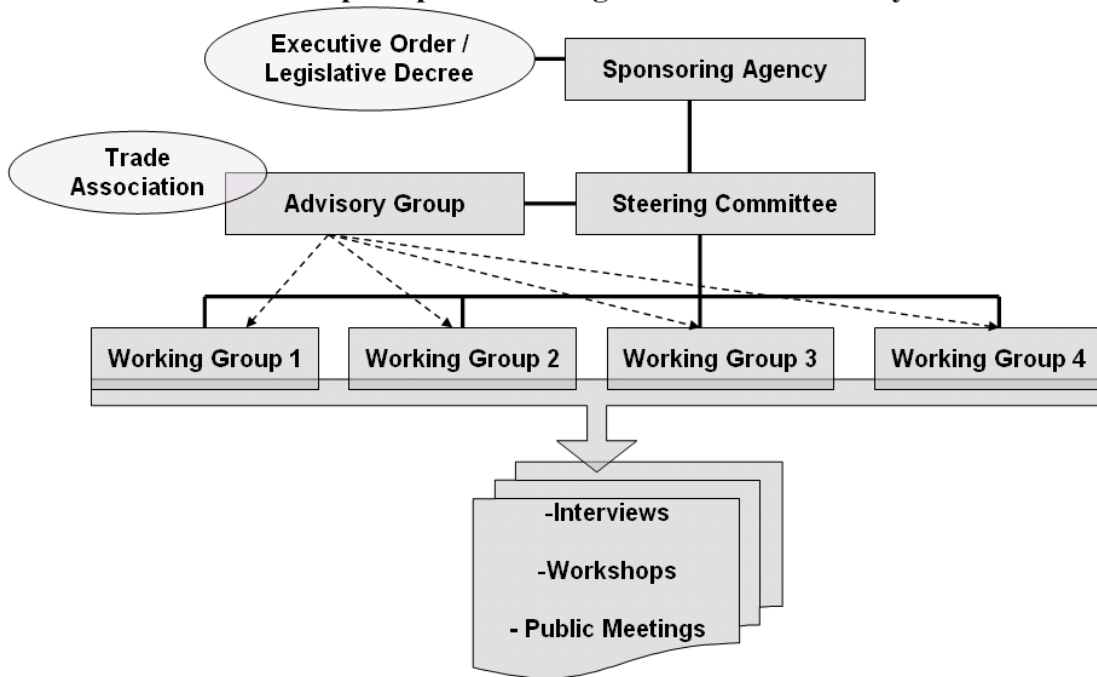 Executive Order /
Legislative Decree
Sponsoring Agency
Trade
Association
Advisory Group
Steering Committee
Working Group 1
Working Group 2
Working Group 3
Working Group 4
-Interviews
-Workshops
- Public Meetings